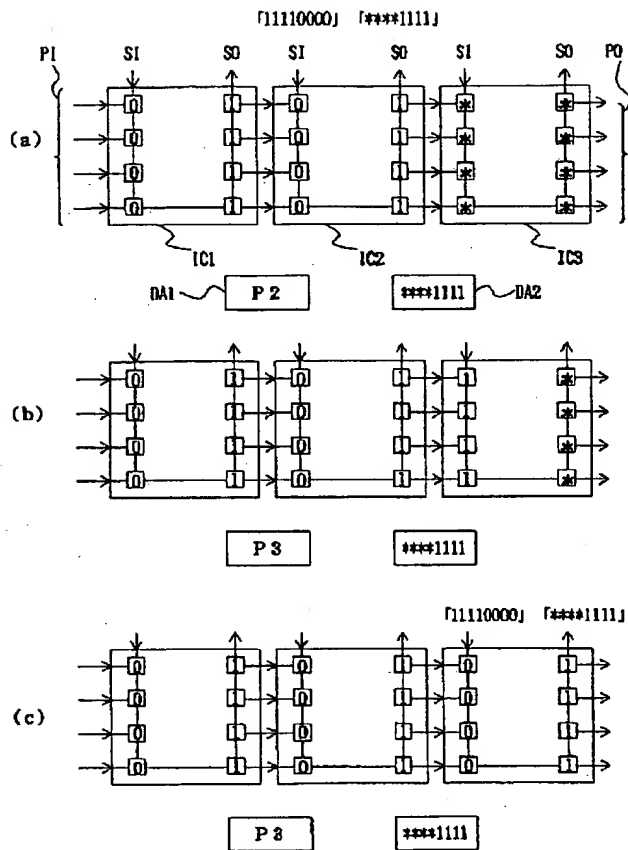 「11110000」 「****1111」
PI SI SO SI SO SI SO PO
(a)
0 1 0 1 * *
0 1 0 1 * *
0 1 0 1 * *
0 1 0 1 * *
IC1 IC2 IC3
DA1 P2 ****1111 DA2
(b)
0 1 0 1 1 *
0 1 0 1 1 *
0 1 0 1 1 *
0 1 0 1 1 *
P3 ****1111
「11110000」 「****1111」
(c)
0 1 0 1 0 1
0 1 0 1 0 1
0 1 0 1 0 1
0 1 0 1 0 1
P3 ****1111